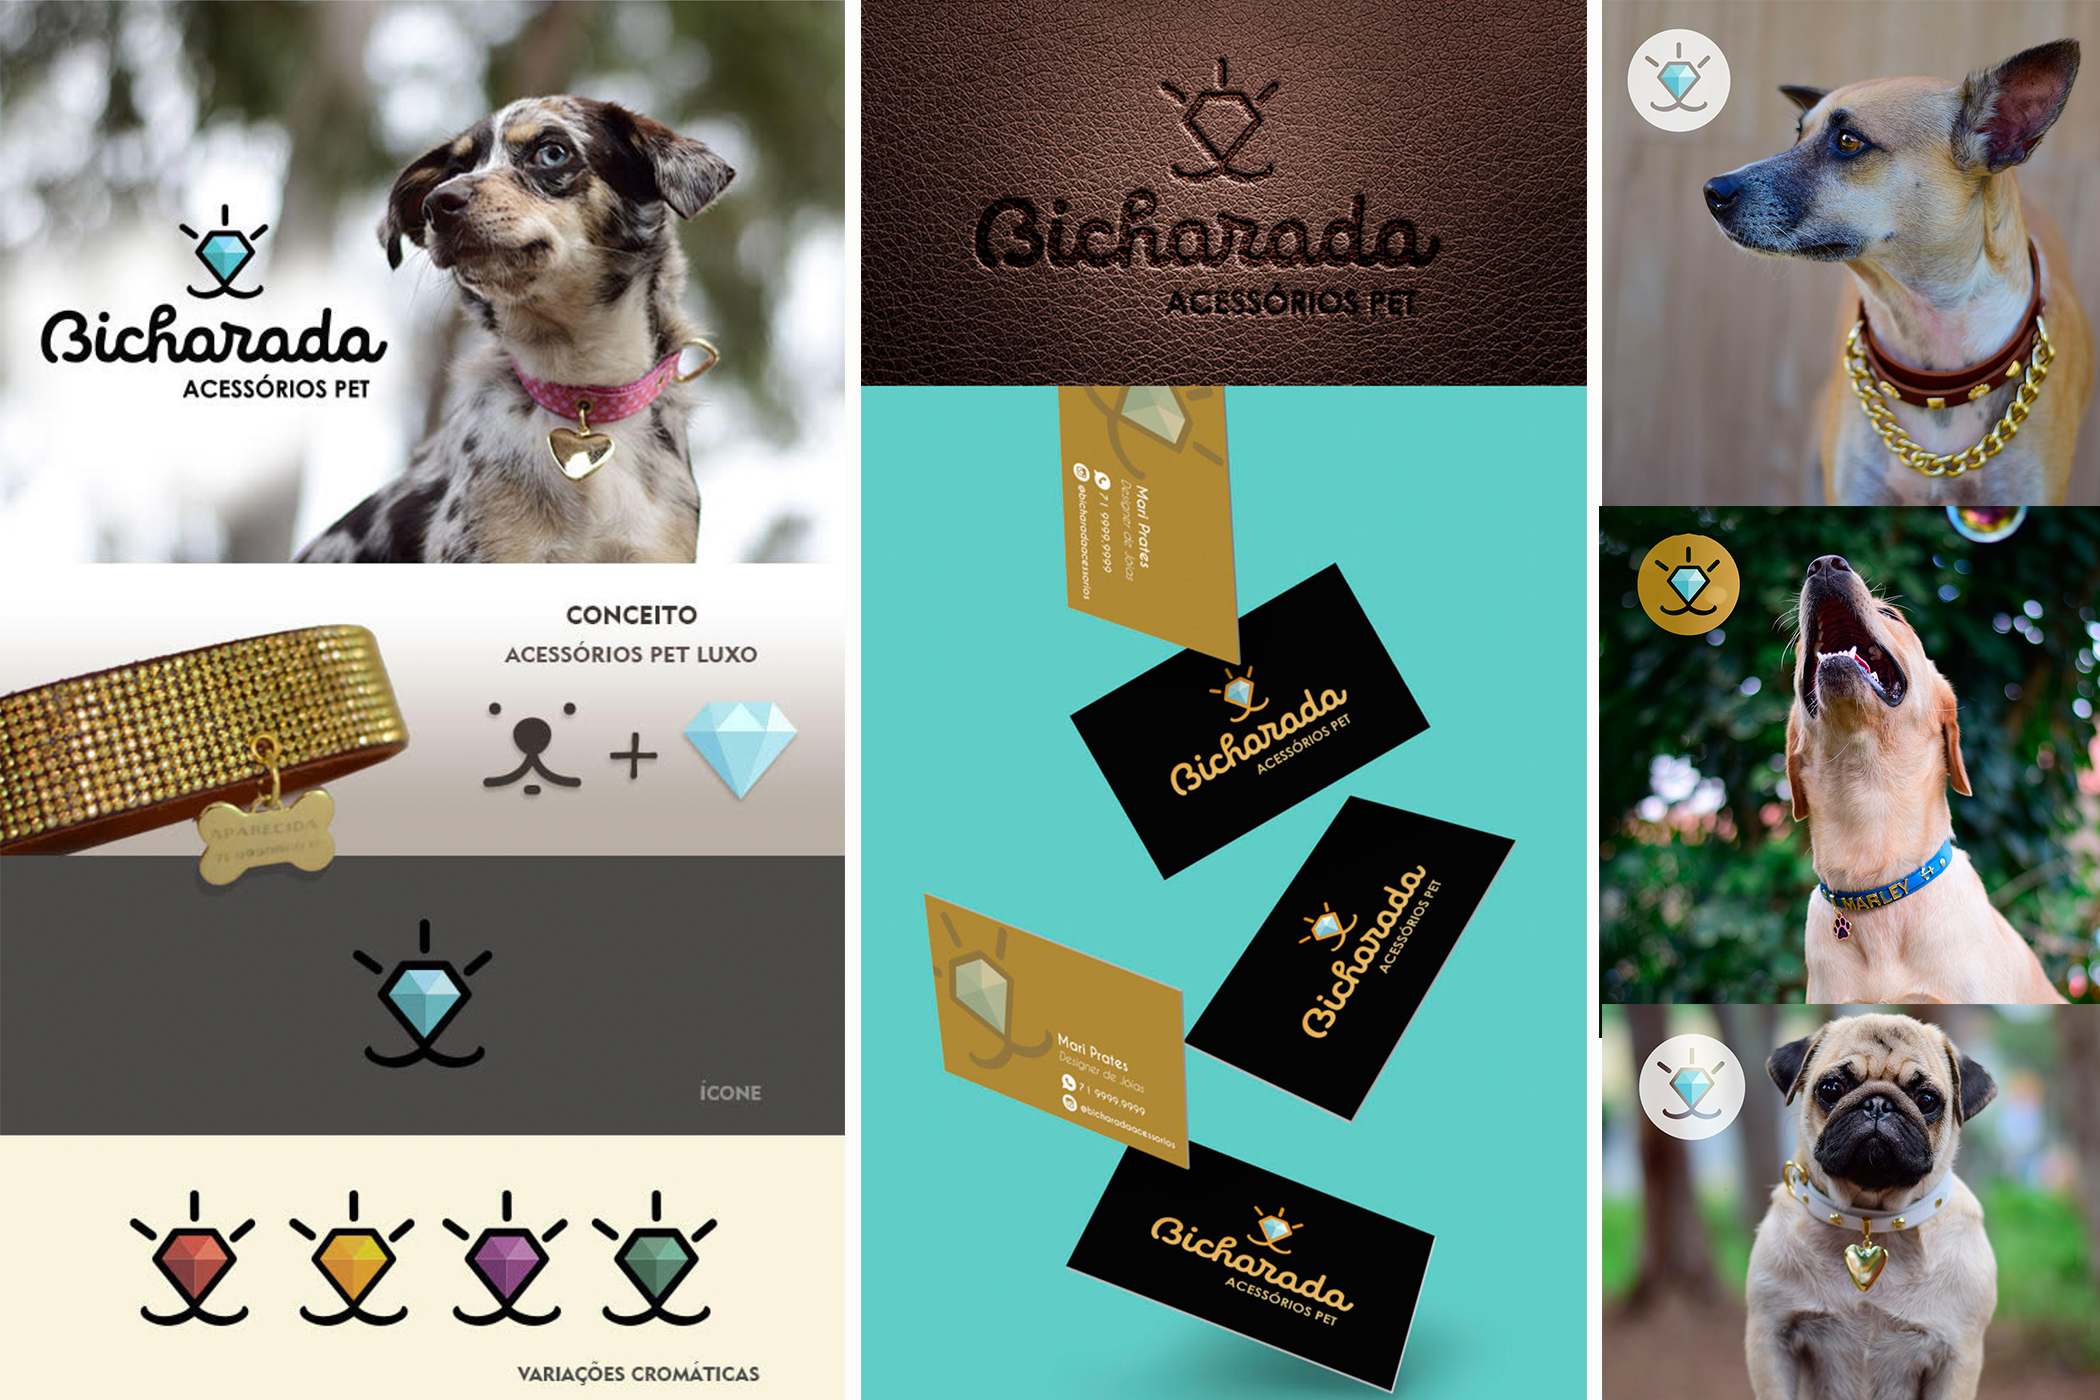 Bicharada
ACESSÓRIOS PET
CONCEITO
ACESSÓRIOS PET LUXO
+
APARECIDA
ÍCONE
VARIAÇÕES CROMÁTICAS
Bicharada
ACESSÓRIOS PET
Mari Prates
Designer de Jóias
71 9999.9999
@bicharadaacessorios
Bicharada
ACESSÓRIOS PET
Bicharada
ACESSÓRIOS PET
Mari Prates
Designer de Jóias
71 9999.9999
@bicharadaacessorios
Bicharada
ACESSÓRIOS PET
MARLEY